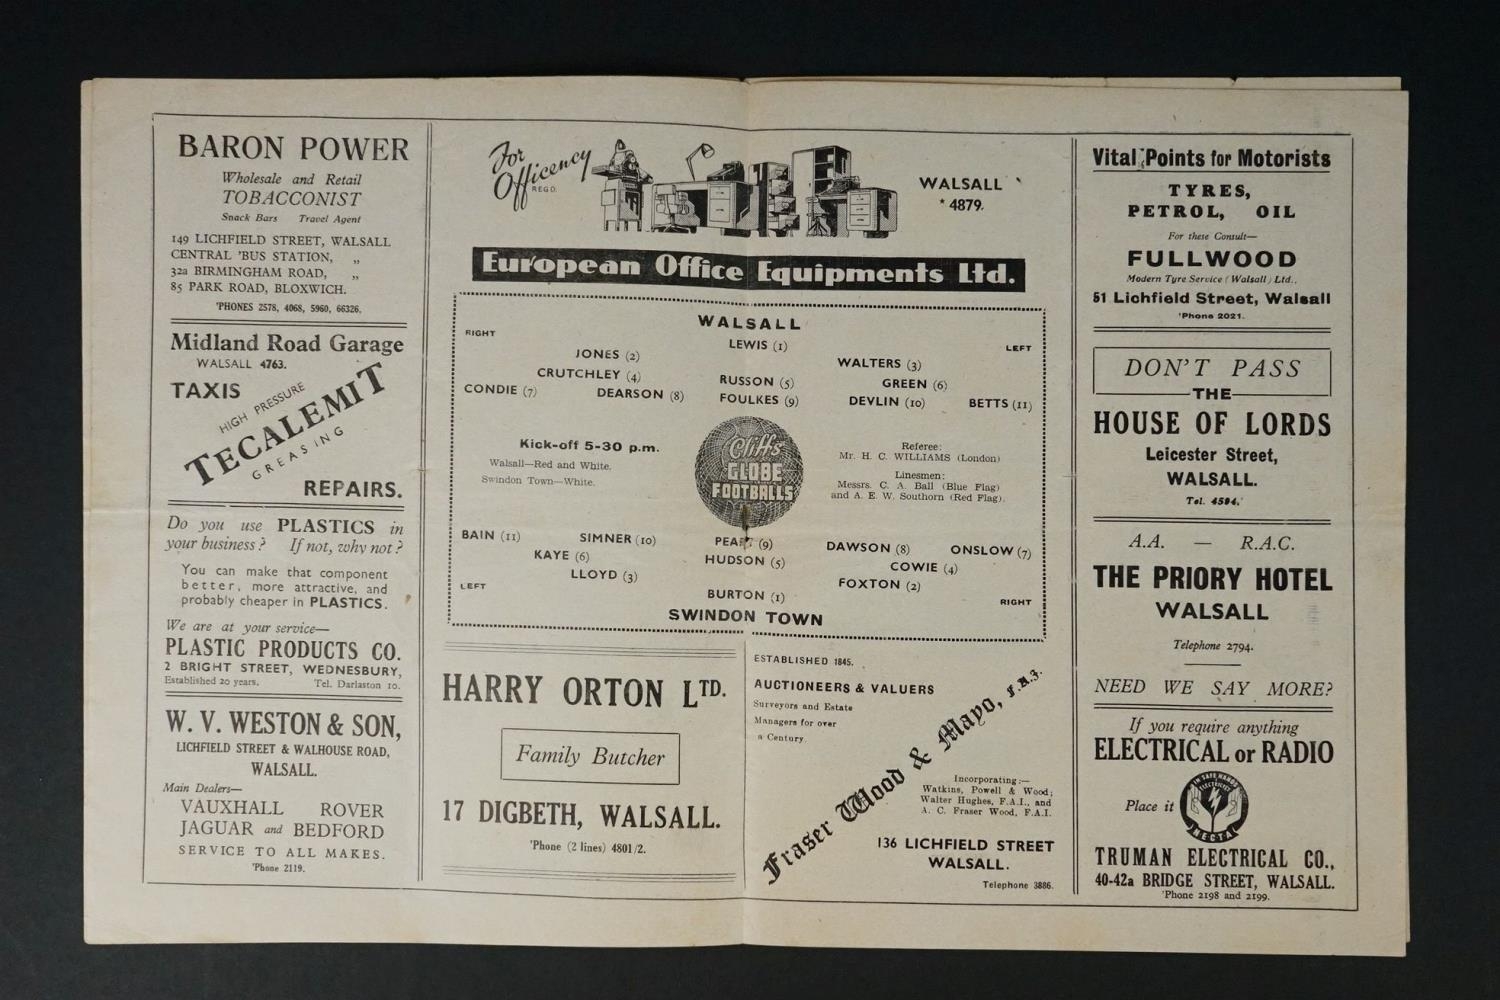 BARON POWER
Wholesale and Retail
TOBACCONIST
Snack Bars Travel Agent
149 LICHFIELD STREET, WALSALL
CENTRAL 'BUS STATION, „
32a BIRMINGHAM ROAD, „
85 PARK ROAD, BLOXWICH.
'PHONES 2578, 4068, 5960, 66326.
Midland Road Garage
WALSALL 4763.
TAXIS
HIGH PRESSURE
TECALEMIT
GREASING
REPAIRS.
Do you use PLASTICS in
your business? If not, why not?
You can make that component
better, more attractive, and
probably cheaper in PLASTICS.
We are at your service—
PLASTIC PRODUCTS CO.
2 BRIGHT STREET, WEDNESBURY,
Established 20 years. Tel. Darlaston 10.
W. V. WESTON & SON,
LICHFIELD STREET & WALHOUSE ROAD,
WALSALL.
Main Dealers—
VAUXHALL ROVER
JAGUAR and BEDFORD
SERVICE TO ALL MAKES.
'Phone 2119.
For
Officency
REGD.
WALSALL
4879.
European Office Equipments Ltd.
WALSALL
RIGHT
LEWIS (1)
LEFT
JONES (2)
WALTERS (3)
CRUTCHLEY (4)
RUSSON (5)
GREEN (6)
CONDIE (7)
DEARSON (8)
FOULKES (9)
DEVLIN (10)
BETTS (11)
Kick-off 5-30 p.m.
Walsall—Red and White.
Swindon Town—White.
Cliff's
GLOBE
FOOTBALLS
Referee:
Mr. H. C. WILLIAMS (London)
Linesmen:
Messrs. C. A. Ball (Blue Flag)
and A. E. W. Southorn (Red Flag).
BAIN (11)
SIMNER (10)
(9)
DAWSON (8)
ONSLOW (7)
KAYE (6)
HUDSON (5)
COWIE (4)
LLOYD (3)
FOXTON (2)
LEFT
BURTON (1)
RIGHT
SWINDON TOWN
HARRY ORTON LTD.
Family Butcher
17 DIGBETH, WALSALL.
'Phone (2 lines) 4801/2.
ESTABLISHED 1845.
AUCTIONEERS & VALUERS
Surveyors and Estate
Managers for over
a Century.
Fraser Wood & Mayo, F.A.I.
Incorporating:—
Watkins, Powell & Wood;
Walter Hughes, F.A.I., and
A. C. Fraser Wood, F.A.I.
136 LICHFIELD STREET
WALSALL.
Telephone 3886.
Vital Points for Motorists
TYRES,
PETROL, OIL
For these Consult—
FULLWOOD
Modern Tyre Service (Walsall) Ltd.,
51 Lichfield Street, Walsall
'Phone 2021.
DON'T PASS
THE
HOUSE OF LORDS
Leicester Street,
WALSALL.
Tel. 4594.
A.A. — R.A.C.
THE PRIORY HOTEL
WALSALL
Telephone 2794.
NEED WE SAY MORE?
If you require anything
ELECTRICAL or RADIO
Place it
IN SAFE HANDS
N.E.C.T.A.
TRUMAN ELECTRICAL CO.,
40-42a BRIDGE STREET, WALSALL.
'Phone 2198 and 2199.